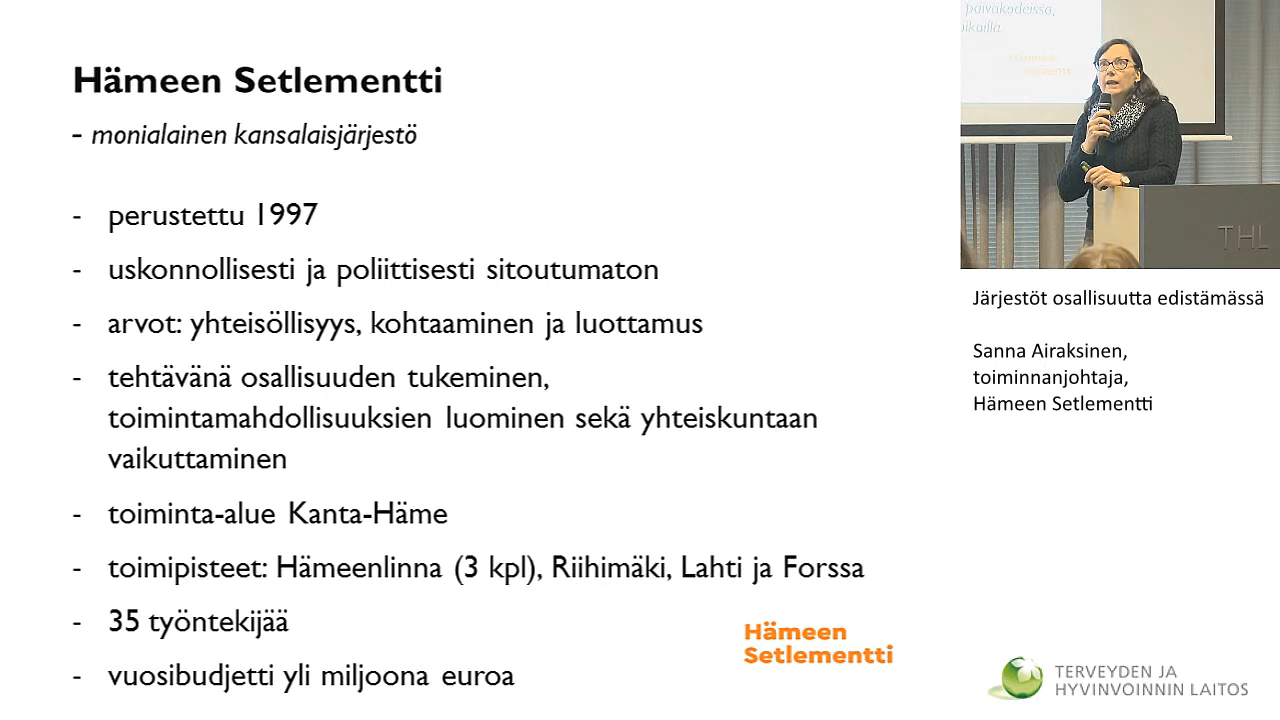 Hämeen Setlementti
- monialainen kansalaisjärjestö
- perustettu 1997
- uskonnollisesti ja poliittisesti sitoutumaton
- arvot: yhteisöllisyys, kohtaaminen ja luottamus
- tehtävänä osallisuuden tukeminen,
toimintamahdollisuuksien luominen sekä yhteiskuntaan
vaikuttaminen
- toiminta-alue Kanta-Häme
- toimipisteet: Hämeenlinna (3 kpl), Riihimäki, Lahti ja Forssa
- 35 työntekijää
- vuosibudjetti yli miljoona euroa
Hämeen
Setlementti
päiväkodeissa,
THL
Järjestöt osallisuutta edistämässä
Sanna Airaksinen,
toiminnanjohtaja,
Hämeen Setlementti
TERVEYDEN JA
HYVINVOINNIN LAITOS